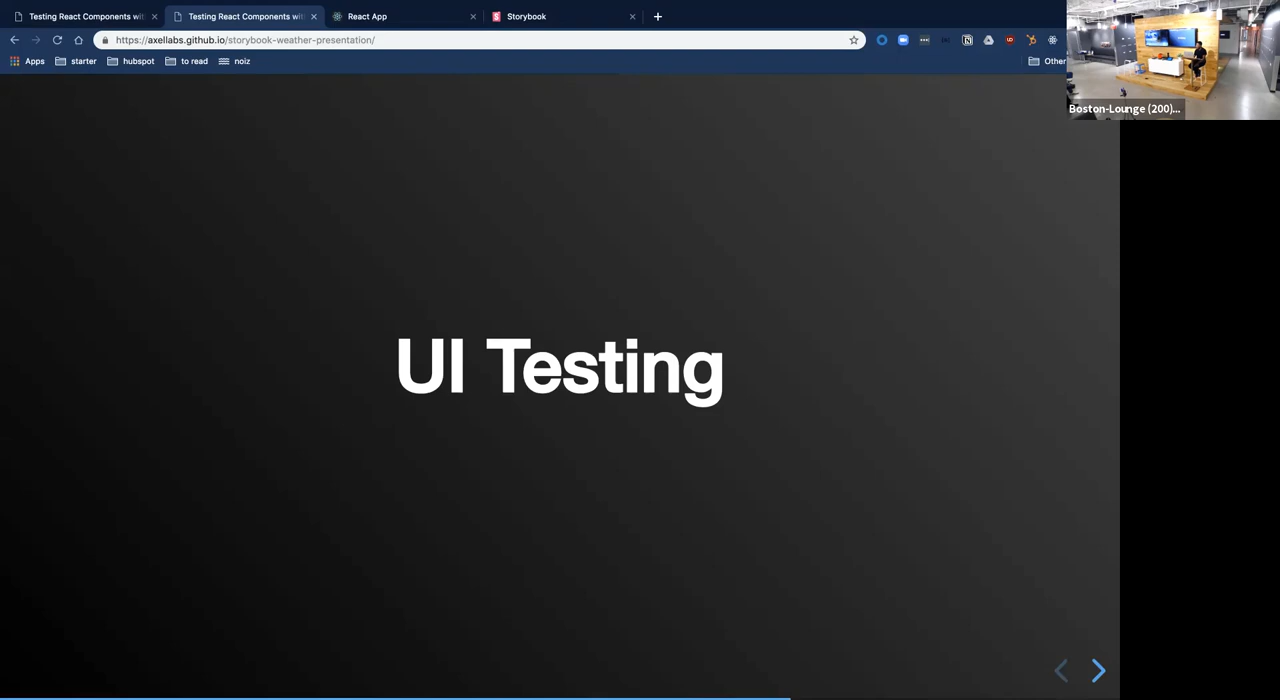 Testing React Components wit
Testing React Components wit
React App
Storybook
https://axellabs.github.io/storybook-weather-presentation/
Apps
starter
hubspot
to read
noiz
Other
Boston-Lounge (200)...
UI Testing